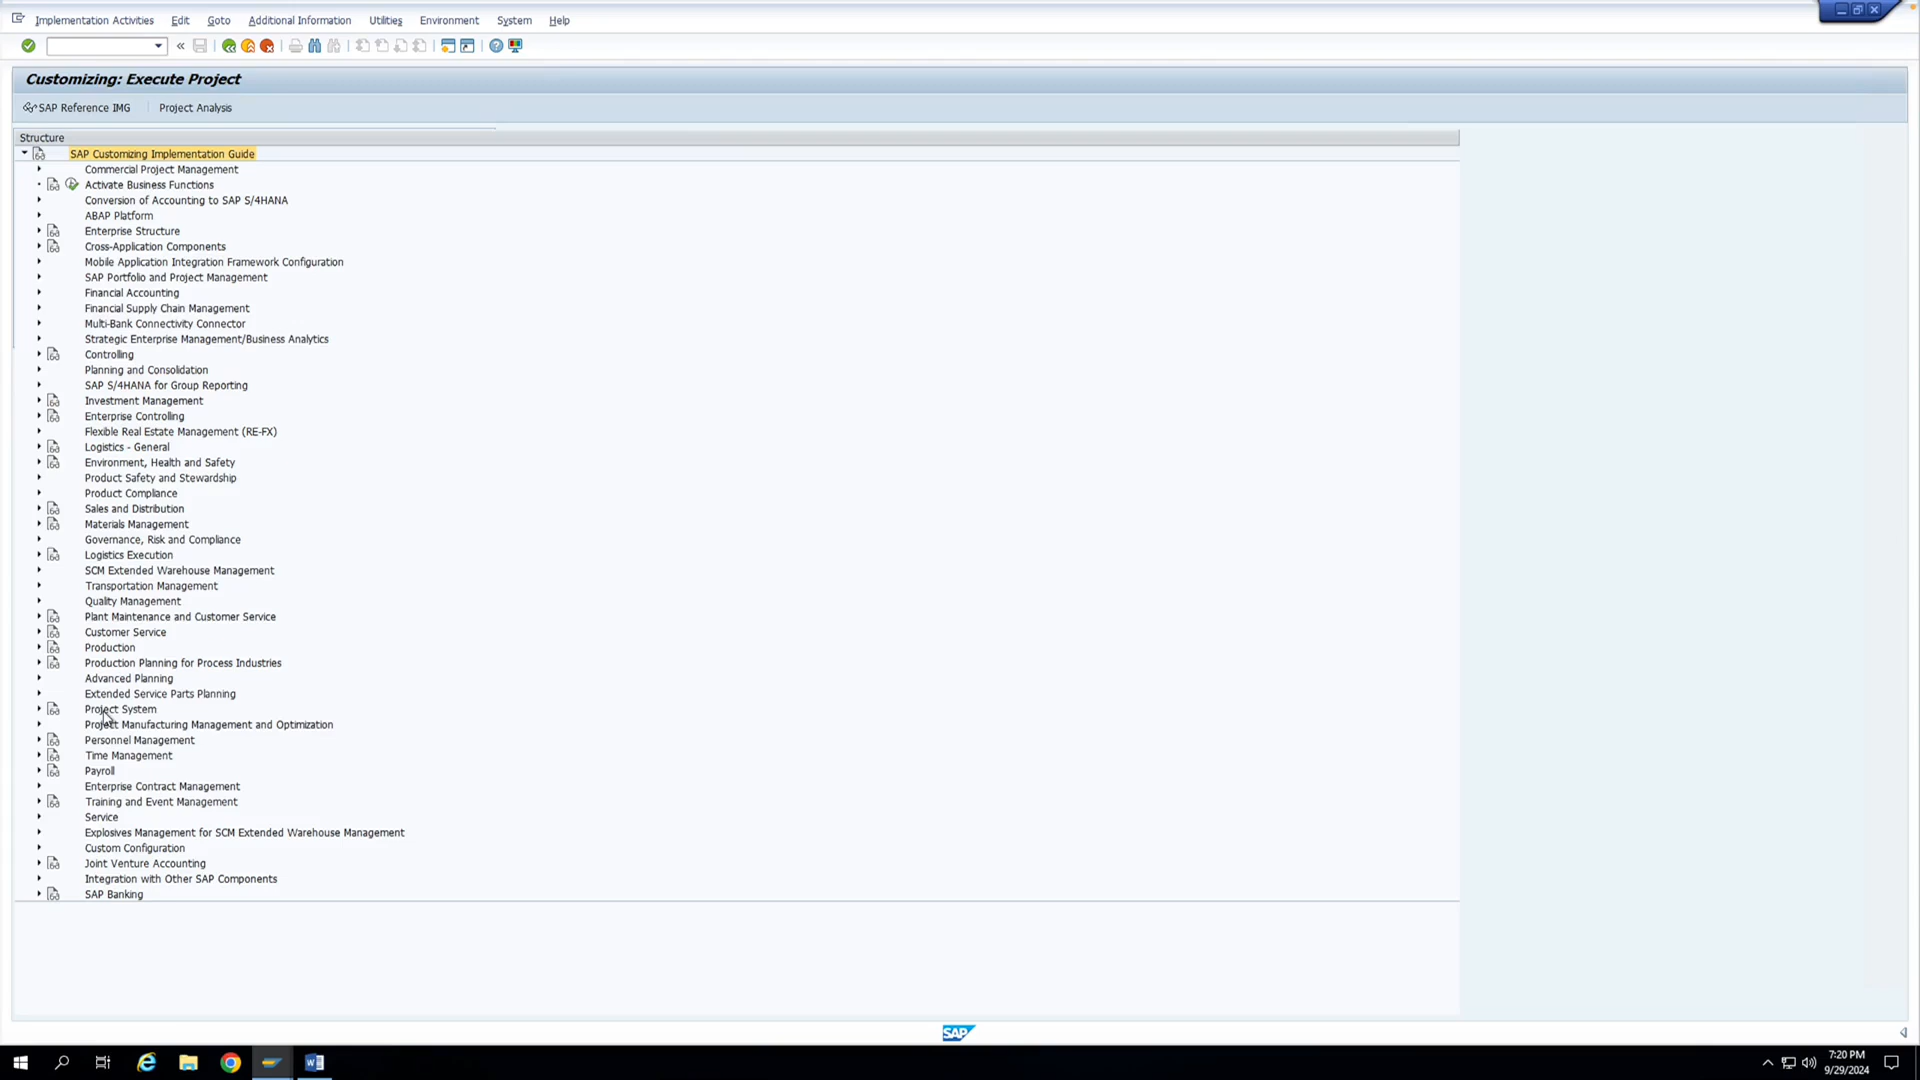 Implementation Activities Edit Goto Additional Information Utilities Environment System Help
Customizing: Execute Project
SAP Reference IMG Project Analysis
Structure
SAP Customizing Implementation Guide
Commercial Project Management
Activate Business Functions
Conversion of Accounting to SAP S/4HANA
ABAP Platform
Enterprise Structure
Cross-Application Components
Mobile Application Integration Framework Configuration
SAP Portfolio and Project Management
Financial Accounting
Financial Supply Chain Management
Multi-Bank Connectivity Connector
Strategic Enterprise Management/Business Analytics
Controlling
Planning and Consolidation
SAP S/4HANA for Group Reporting
Investment Management
Enterprise Controlling
Flexible Real Estate Management (RE-FX)
Logistics - General
Environment, Health and Safety
Product Safety and Stewardship
Product Compliance
Sales and Distribution
Materials Management
Governance, Risk and Compliance
Logistics Execution
SCM Extended Warehouse Management
Transportation Management
Quality Management
Plant Maintenance and Customer Service
Customer Service
Production
Production Planning for Process Industries
Advanced Planning
Extended Service Parts Planning
Project System
Project Manufacturing Management and Optimization
Personnel Management
Time Management
Payroll
Enterprise Contract Management
Training and Event Management
Service
Explosives Management for SCM Extended Warehouse Management
Custom Configuration
Joint Venture Accounting
Integration with Other SAP Components
SAP Banking
SAP
7:20 PM
9/29/2024